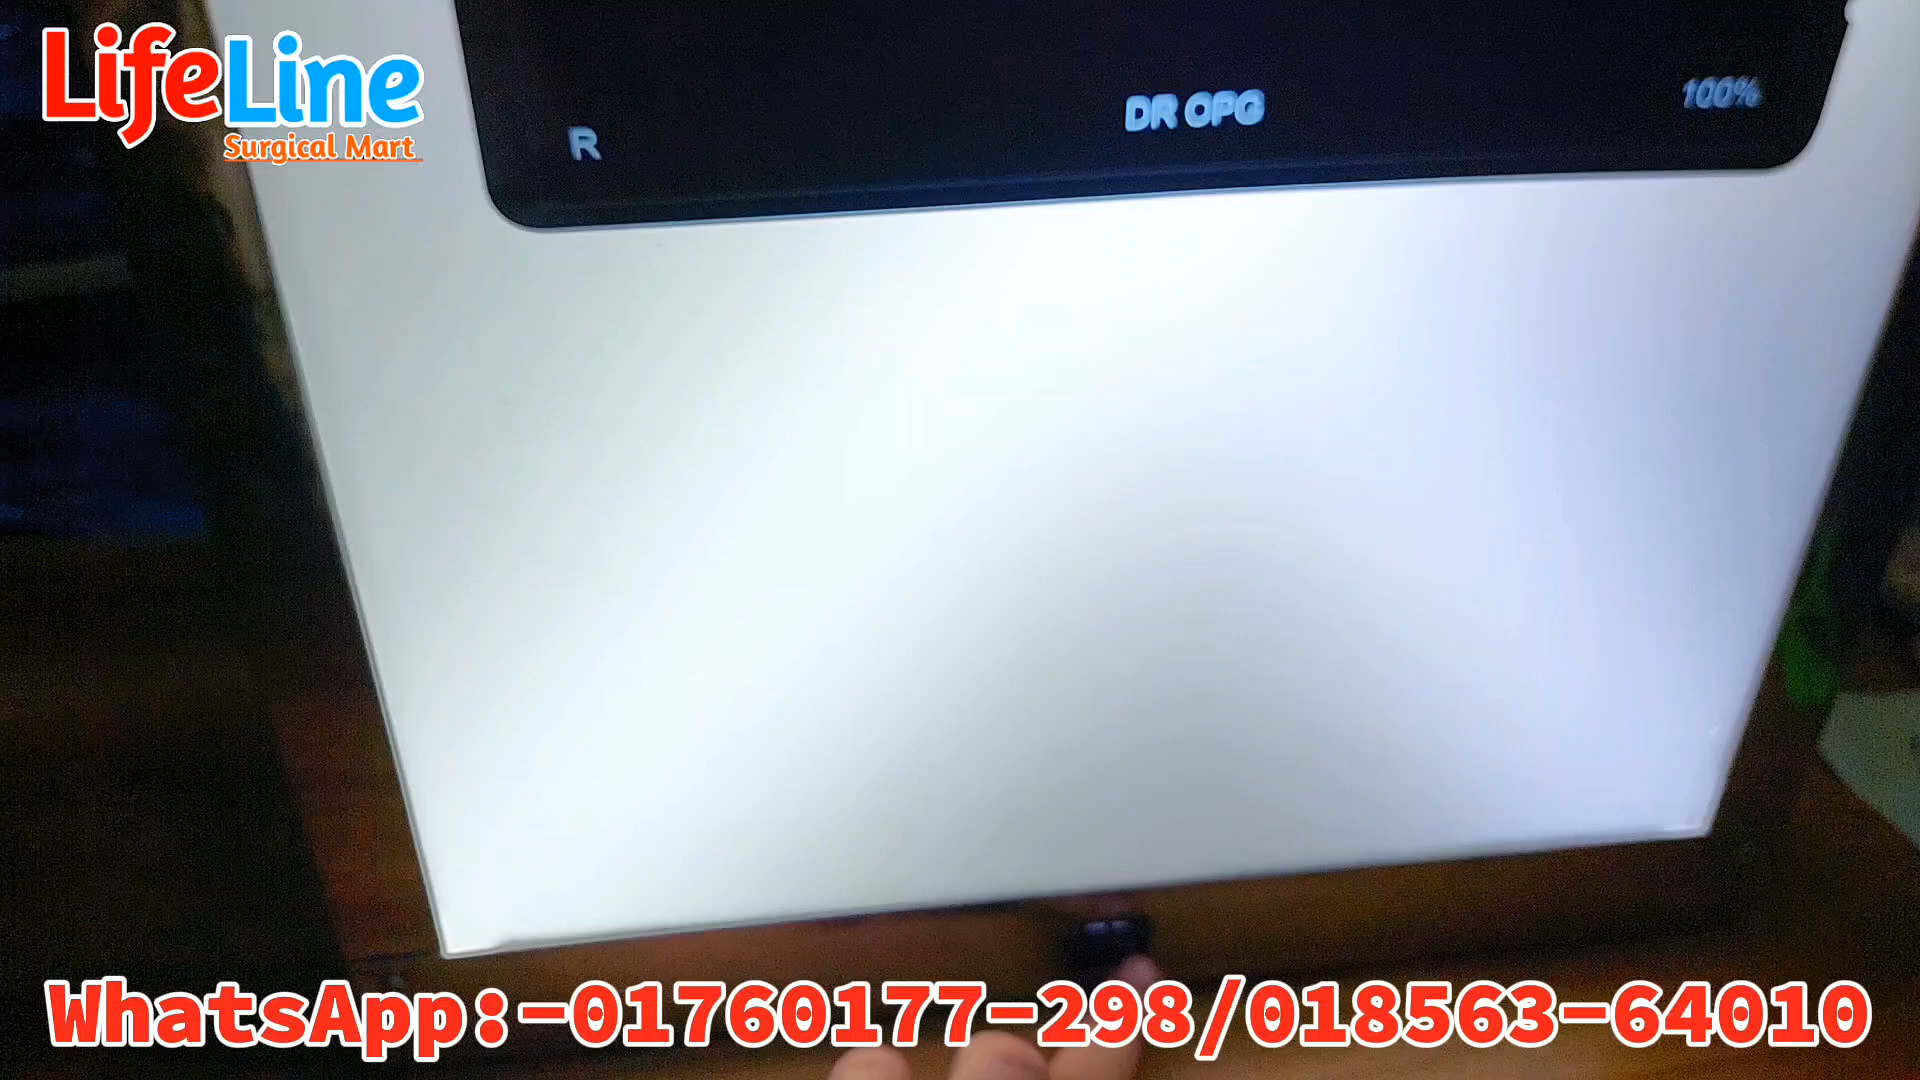 LifeLine
Surgical Mart
R
DR OPG
100%
WhatsApp:-01760177-298/018563-64010